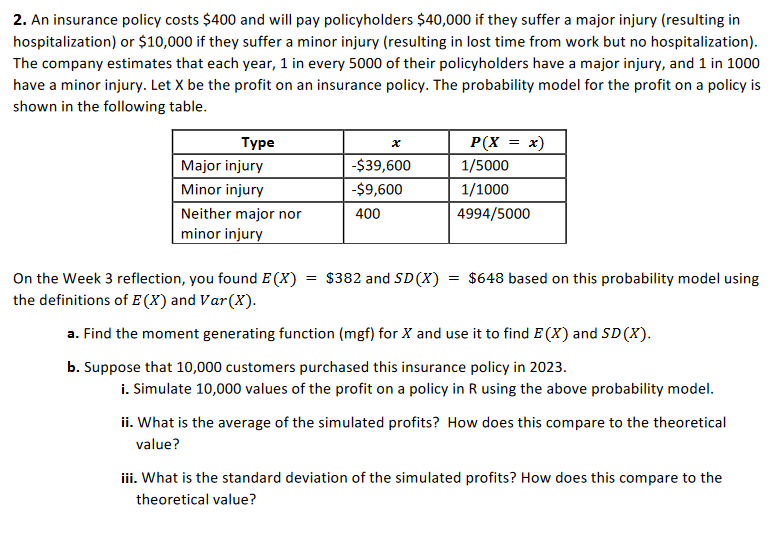 2. An insurance policy costs $400 and will pay policyholders $40,000 if they suffer a major injury (resulting in
hospitalization) or $10,000 if they suffer a minor injury (resulting in lost time from work but no hospitalization).
The company estimates that each year, 1 in every 5000 of their policyholders have a major injury, and 1 in 1000
have a minor injury. Let X be the profit on an insurance policy. The probability model for the profit on a policy is
shown in the following table.
Type x P(X = x)
Major injury -$39,600 1/5000
Minor injury -$9,600 1/1000
Neither major nor 400 4994/5000
minor injury
On the Week 3 reflection, you found E(X) = $382 and SD(X) = $648 based on this probability model using
the definitions of E(X) and Var(X).
a. Find the moment generating function (mgf) for X and use it to find E(X) and SD(X).
b. Suppose that 10,000 customers purchased this insurance policy in 2023.
i. Simulate 10,000 values of the profit on a policy in R using the above probability model.
ii. What is the average of the simulated profits? How does this compare to the theoretical
value?
iii. What is the standard deviation of the simulated profits? How does this compare to the
theoretical value?